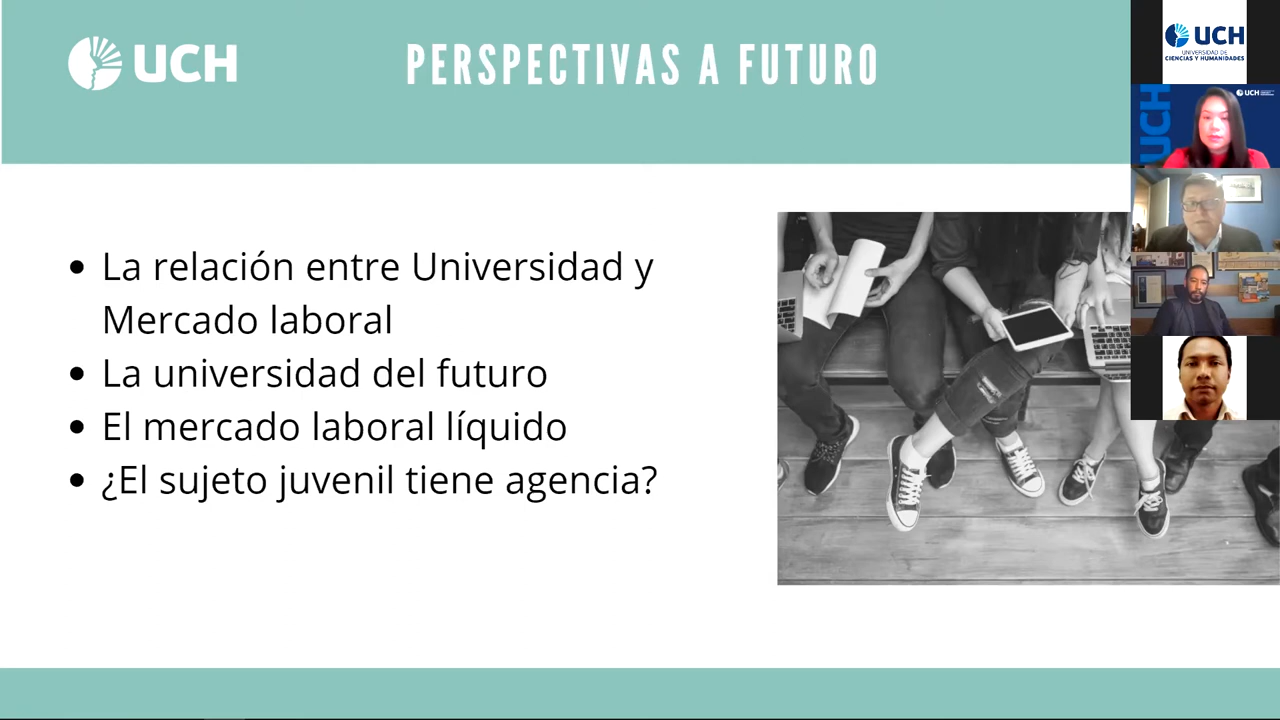 UCH
PERSPECTIVAS A FUTURO
La relación entre Universidad y
Mercado laboral
La universidad del futuro
El mercado laboral líquido
¿El sujeto juvenil tiene agencia?
UCH
UNIVERSIDAD DE
CIENCIAS Y HUMANIDADES
UCH
UCH